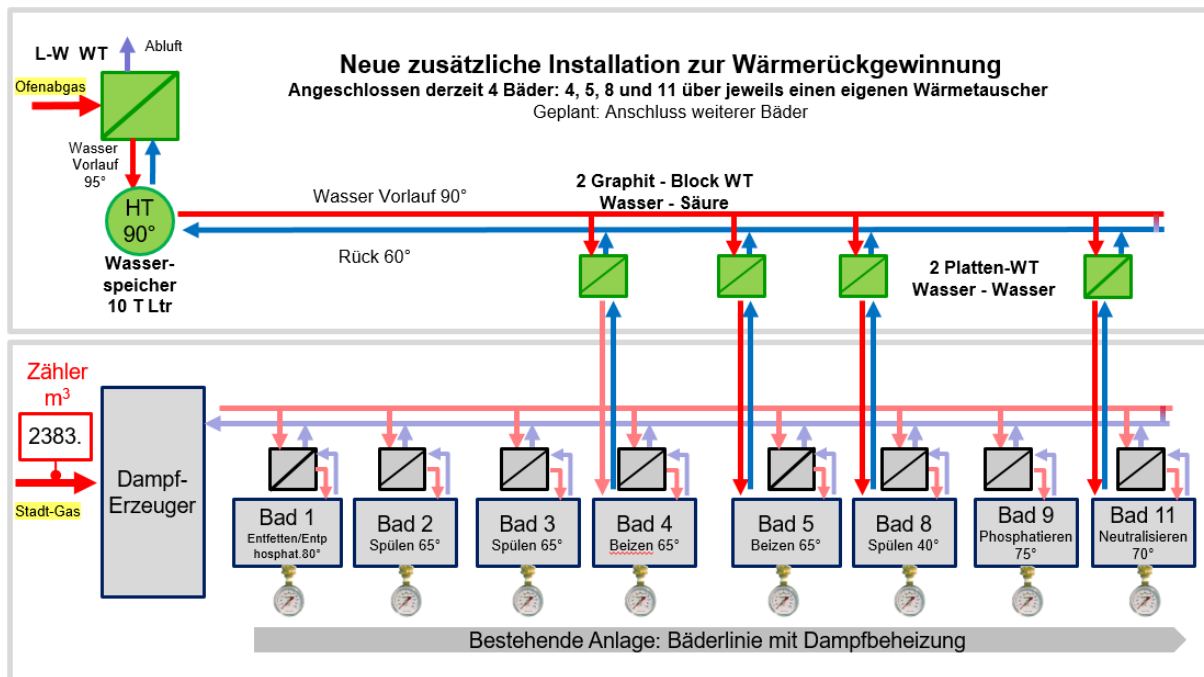 L-W WT
Abluft
Ofenabgas
Neue zusätzliche Installation zur Wärmerückgewinnung
Angeschlossen derzeit 4 Bäder: 4, 5, 8 und 11 über jeweils einen eigenen Wärmetauscher
Geplant: Anschluss weiterer Bäder
Wasser
Vorlauf
95°
HT
90°
Wasser-
speicher
10 T Ltr
Wasser Vorlauf 90°
Rück 60°
2 Graphit - Block WT
Wasser - Säure
2 Platten-WT
Wasser - Wasser
Zähler
m³
2383.
Stadt-Gas
Dampf-
Erzeuger
Bad 1
Entfetten/Entp
hosphat.80°
Bad 2
Spülen 65°
Bad 3
Spülen 65°
Bad 4
Beizen 65°
Bad 5
Beizen 65°
Bad 8
Spülen 40°
Bad 9
Phosphatieren
75°
Bad 11
Neutralisieren
70°
Bestehende Anlage: Bäderlinie mit Dampfbeheizung